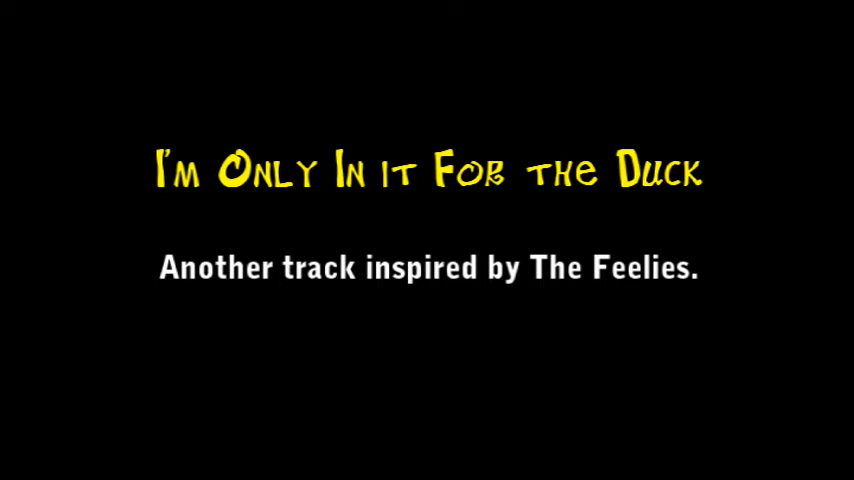 I'm Only In it For the Duck
Another track inspired by The Feelies.